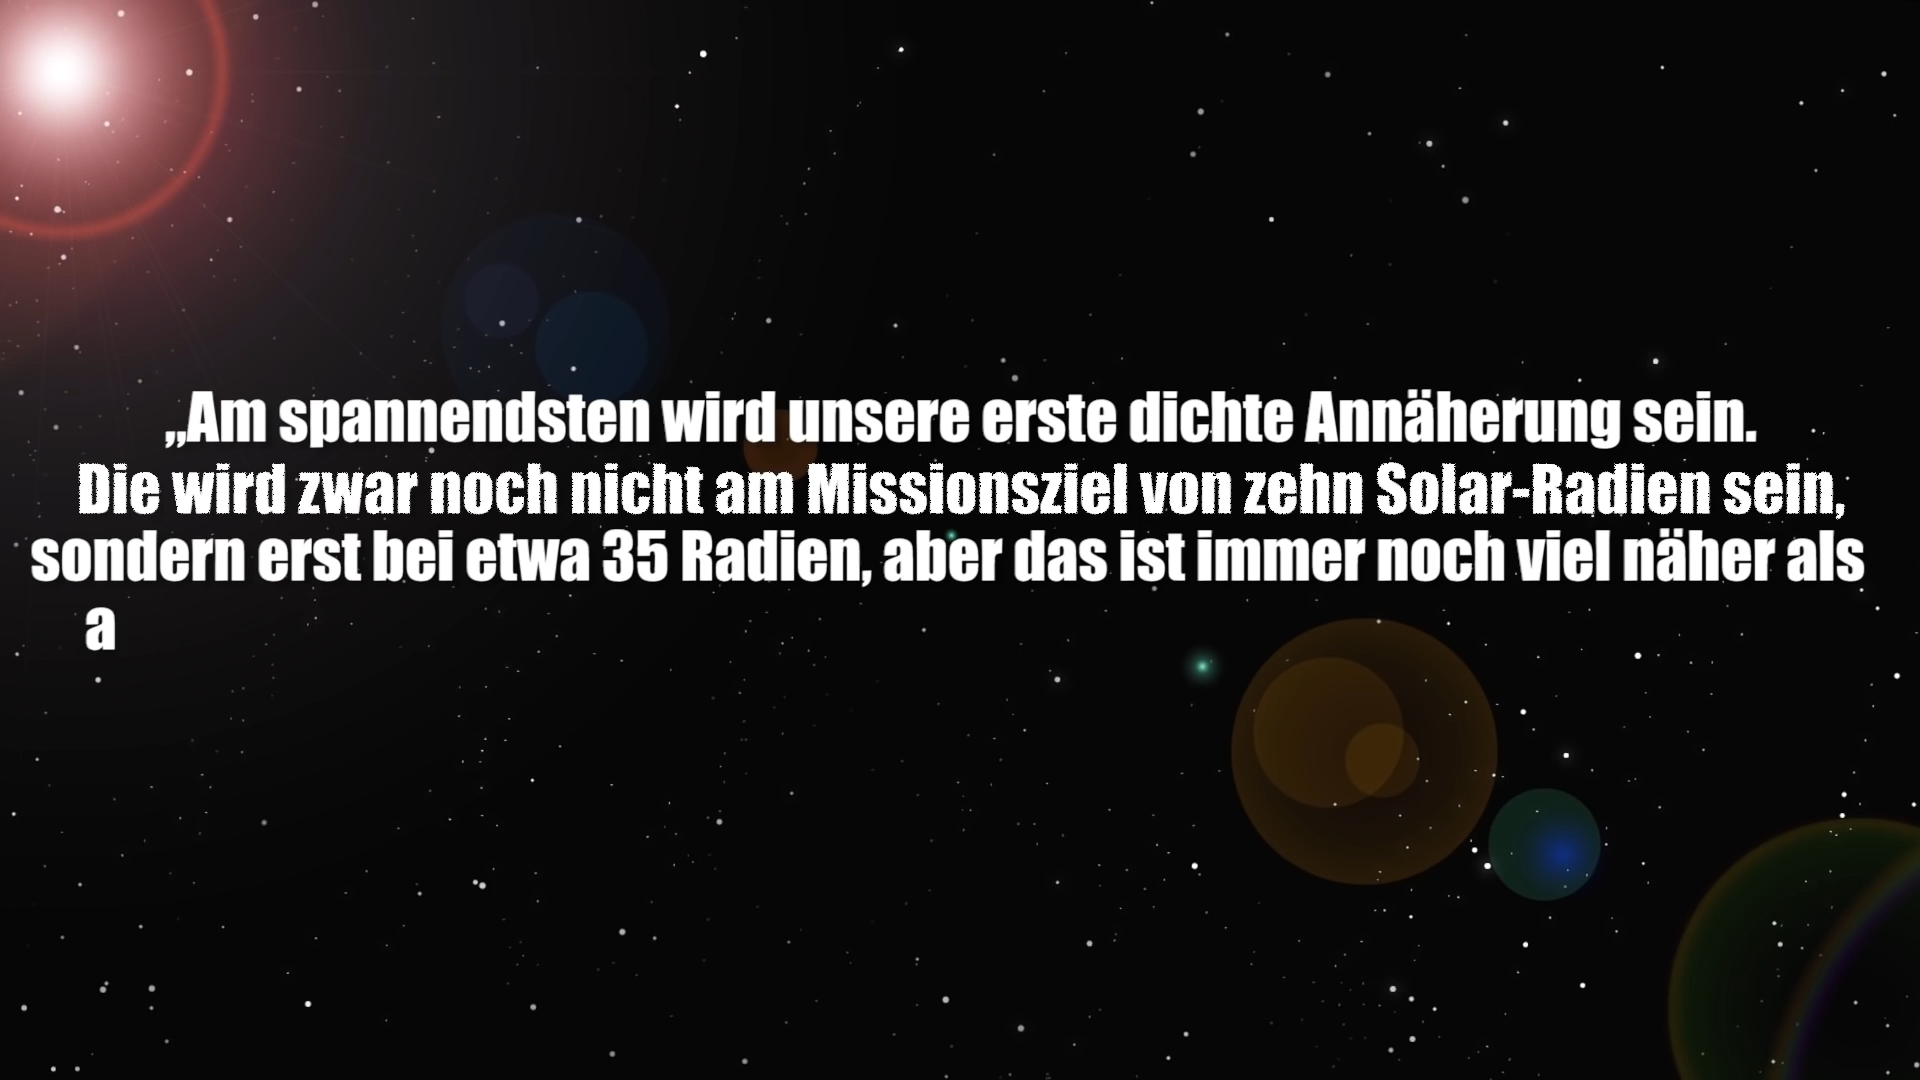 „Am spannendsten wird unsere erste dichte Annäherung sein.
Die wird zwar noch nicht am Missionsziel von zehn Solar-Radien sein,
sondern erst bei etwa 35 Radien, aber das ist immer noch viel näher als
a